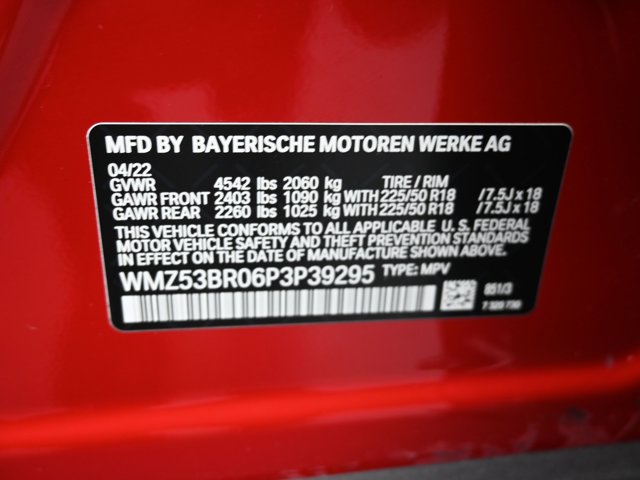 MFD BY BAYERISCHE MOTOREN WERKE AG
04/22
GVWR 4542 lbs 2060 kg TIRE / RIM
GAWR FRONT 2403 lbs 1090 kg WITH 225/50 R18 /7.5J x 18
GAWR REAR 2260 lbs 1025 kg WITH 225/50 R18 /7.5J x 18
THIS VEHICLE CONFORMS TO ALL APPLICABLE U. S. FEDERAL
MOTOR VEHICLE SAFETY AND THEFT PREVENTION STANDARDS
IN EFFECT ON THE DATE OF MANUFACTURE SHOWN ABOVE.
WMZ53BR06P3P39295 TYPE: MPV
851/3
7 320 730